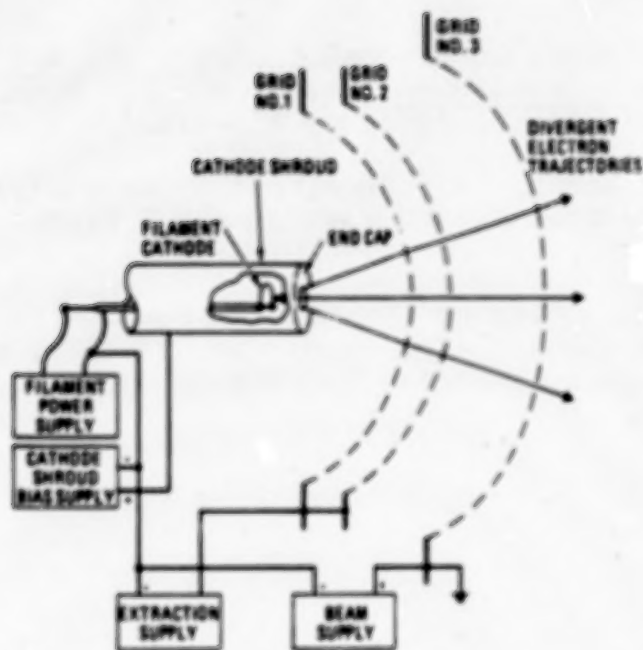 GRID
NO. 3
GRID
NO. 1
GRID
NO. 2
DIVERGENT
ELECTRON
TRAJECTORIES
CATHODE SHROUD
FILAMENT
CATHODE
END CAP
FILAMENT
POWER
SUPPLY
CATHODE
SHROUD
BIAS SUPPLY
-
+
-
-
+
EXTRACTION
SUPPLY
BEAM
SUPPLY